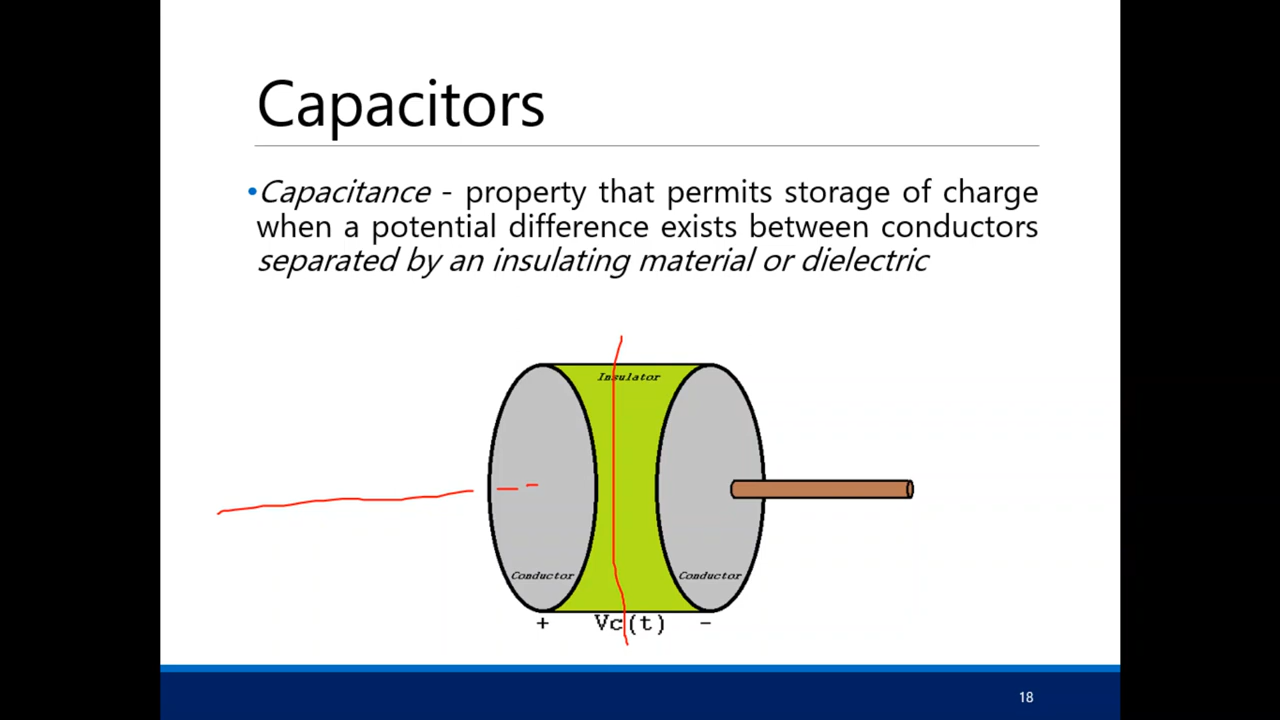 Capacitors
•Capacitance - property that permits storage of charge
when a potential difference exists between conductors
separated by an insulating material or dielectric
Insulator
Conductor
Conductor
+ Vc(t) -
18